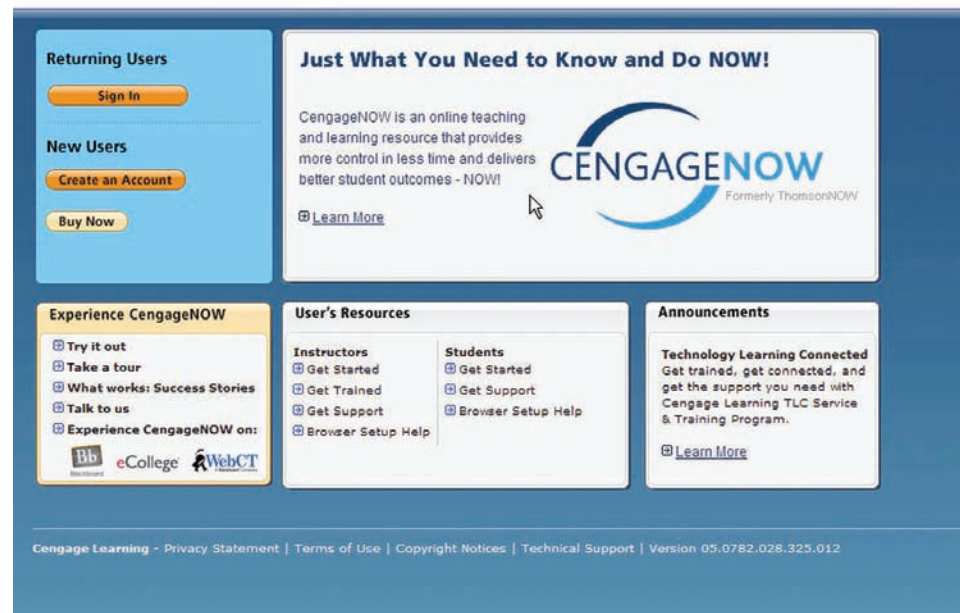 Returning Users
Sign In
New Users
Create an Account
Buy Now
Just What You Need to Know and Do NOW!
CengageNOW is an online teaching
and learning resource that provides
more control in less time and delivers
better student outcomes - NOW!
Learn More
CENGAGENOW
Formerly ThomsonNOW
Experience CengageNOW
Try it out
Take a tour
What works: Success Stories
Talk to us
Experience CengageNOW on:
Bb
Blackboard
eCollege
WebCT
User's Resources
Instructors
Get Started
Get Trained
Get Support
Browser Setup Help
Students
Get Started
Get Support
Browser Setup Help
Announcements
Technology Learning Connected
Get trained, get connected, and
get the support you need with
Cengage Learning TLC Service
& Training Program.
Learn More
Cengage Learning - Privacy Statement | Terms of Use | Copyright Notices | Technical Support | Version 05.0782.028.325.012